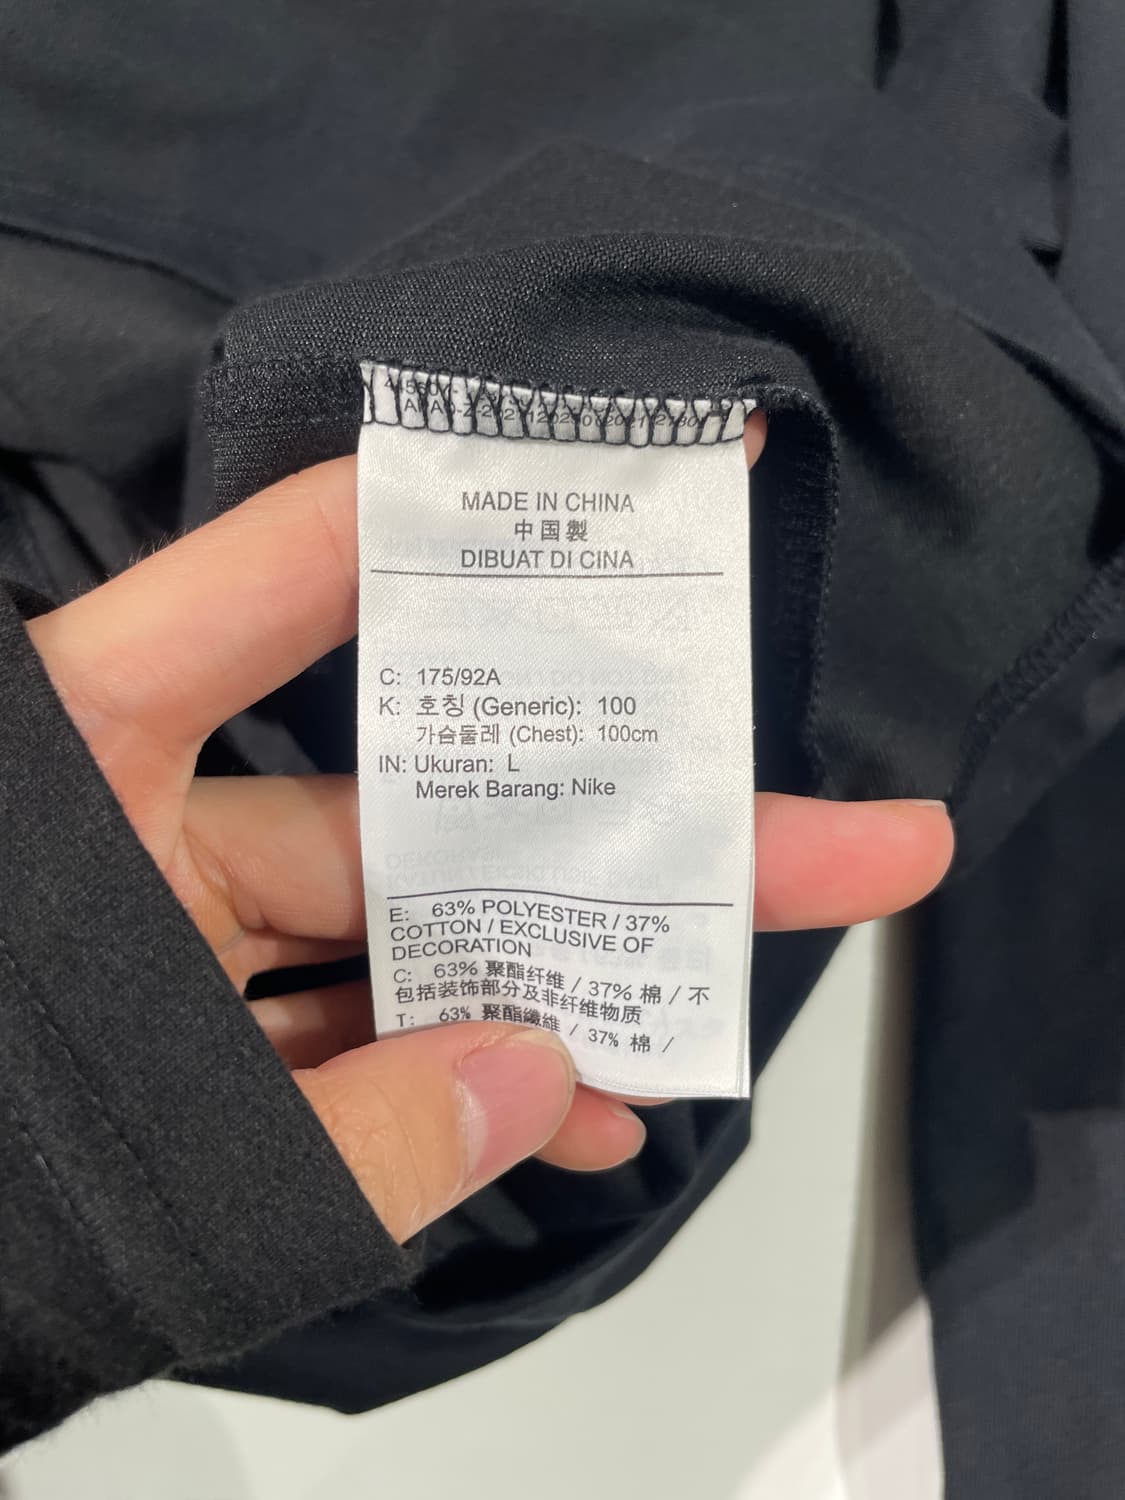 MADE IN CHINA
中国製
DIBUAT DI CINA
C: 175/92A
K: 호칭 (Generic): 100
가슴둘레 (Chest): 100cm
IN: Ukuran: L
Merek Barang: Nike
E: 63% POLYESTER / 37%
COTTON / EXCLUSIVE OF
DECORATION
C: 63% 聚酯纤维 / 37% 棉 / 不
包括装饰部分及非纤维物质
T: 63% 聚酯纖維 / 37% 棉 /